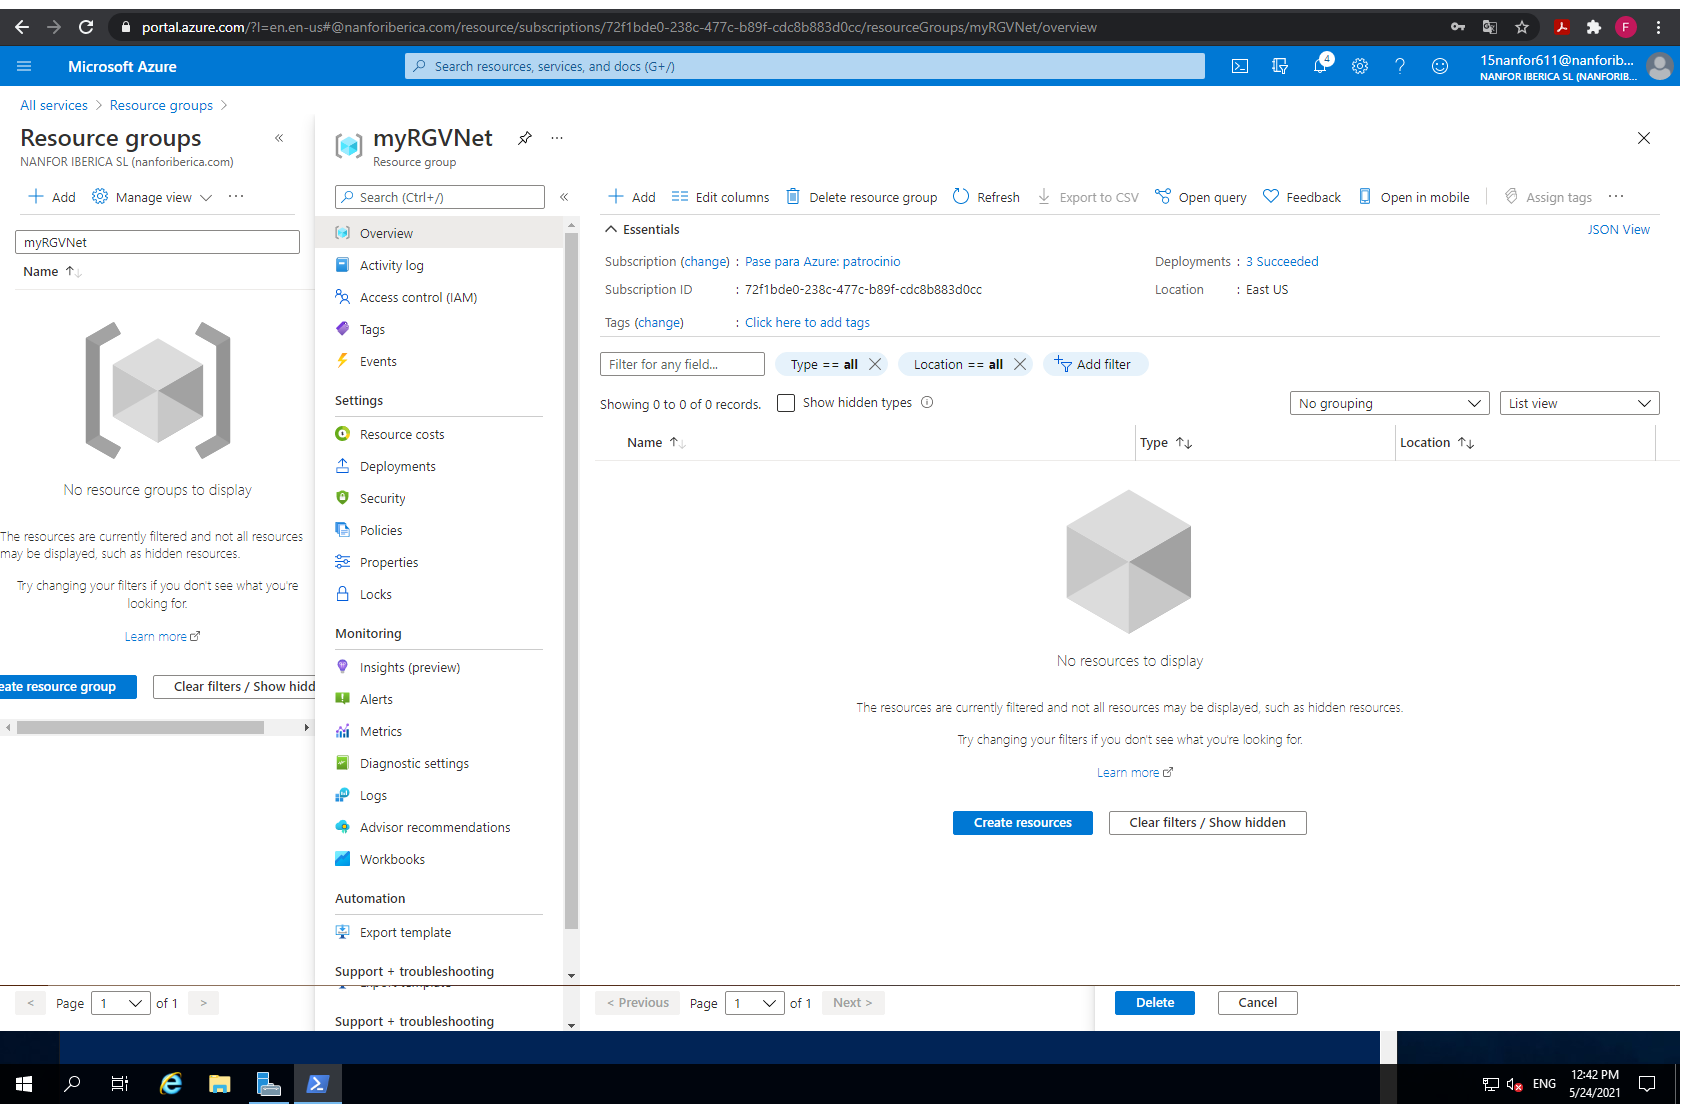 portal.azure.com/?l=en.en-us#@nanforiberica.com/resource/subscriptions/72f1bde0-238c-477c-b89f-cdc8b883d0cc/resourceGroups/myRGVNet/overview
F
Microsoft Azure
Search resources, services, and docs (G+/)
4
15nanfor611@nanforib...
NANFOR IBERICA SL (NANFORIB...
All services > Resource groups >
Resource groups
NANFOR IBERICA SL (nanforiberica.com)
Add
Manage view
myRGVNet
Name
No resource groups to display
The resources are currently filtered and not all resources
may be displayed, such as hidden resources.
Try changing your filters if you don't see what you're
looking for.
Learn more
eate resource group
Clear filters / Show hidd
< Page 1 of 1 >
myRGVNet
Resource group
Search (Ctrl+/)
Overview
Activity log
Access control (IAM)
Tags
Events
Settings
Resource costs
Deployments
Security
Policies
Properties
Locks
Monitoring
Insights (preview)
Alerts
Metrics
Diagnostic settings
Logs
Advisor recommendations
Workbooks
Automation
Export template
Support + troubleshooting
Export template
Support + troubleshooting
Add
Edit columns
Delete resource group
Refresh
Export to CSV
Open query
Feedback
Open in mobile
Assign tags
Essentials
JSON View
Subscription (change) : Pase para Azure: patrocinio
Deployments : 3 Succeeded
Subscription ID : 72f1bde0-238c-477c-b89f-cdc8b883d0cc
Location : East US
Tags (change) : Click here to add tags
Filter for any field...
Type == all
Location == all
Add filter
Showing 0 to 0 of 0 records.
Show hidden types
No grouping
List view
Name
Type
Location
No resources to display
The resources are currently filtered and not all resources may be displayed, such as hidden resources.
Try changing your filters if you don't see what you're looking for.
Learn more
Create resources
Clear filters / Show hidden
< Previous Page 1 of 1 Next >
Delete
Cancel
ENG
12:42 PM
5/24/2021